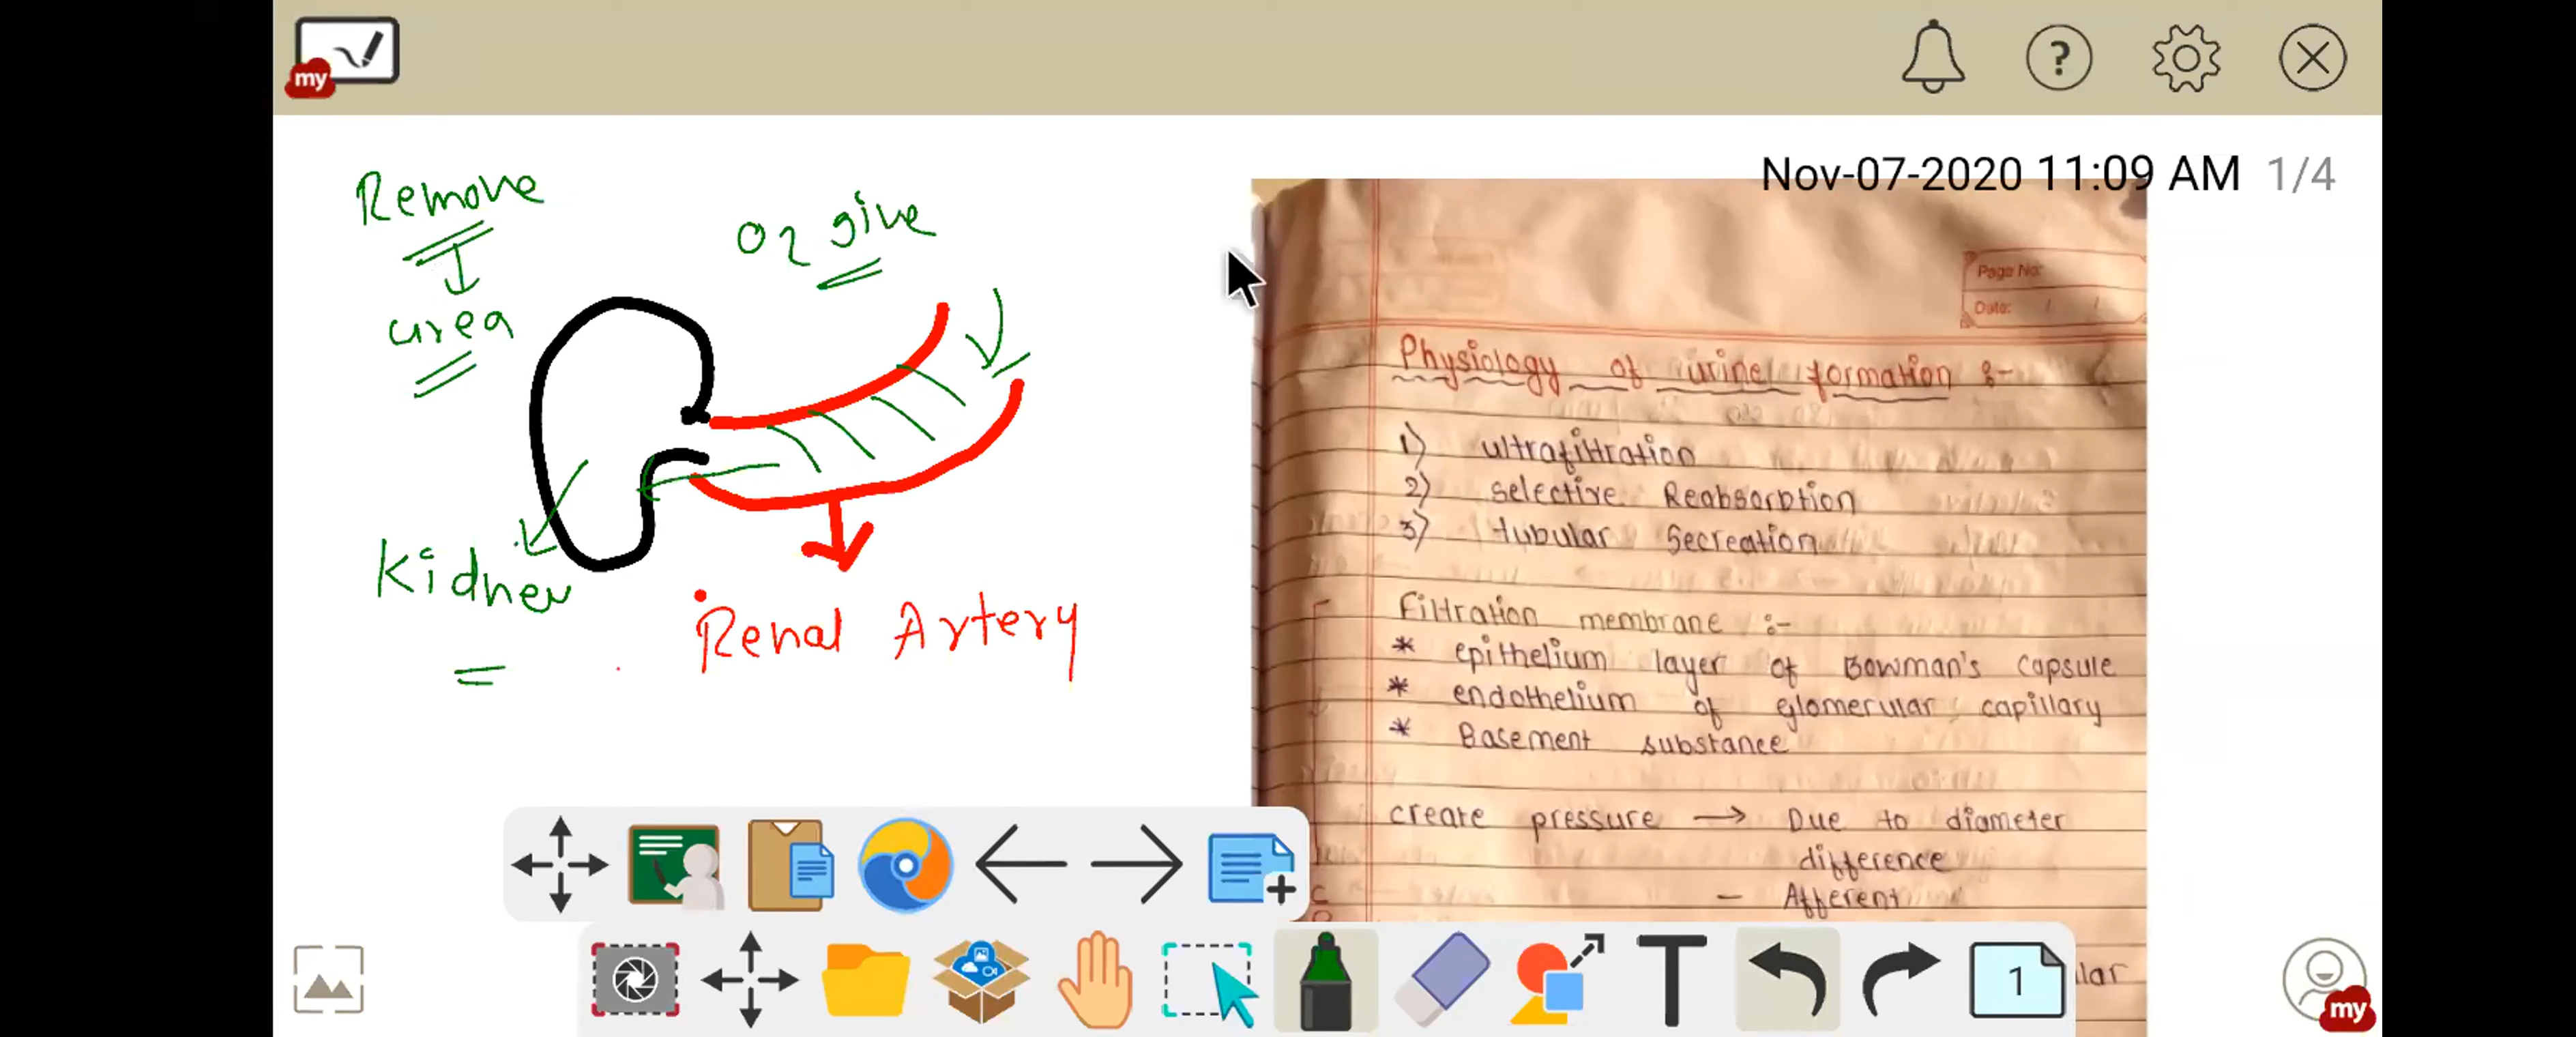 my
Nov-07-2020 11:09 AM 1/4
Remove
urea
O2 give
Kidney
Renal Artery
Page No:
Date: / /
Physiology of urine formation :-
1) ultrafiltration
2) selective Reabsorbtion
3) tubular Secreation
Filtration membrane :-
* epithelium layer of Bowman's capsule
* endothelium of glomerular capillary
* Basement substance
create pressure → Due to diameter
difference
- Afferent
lar
T
1
my